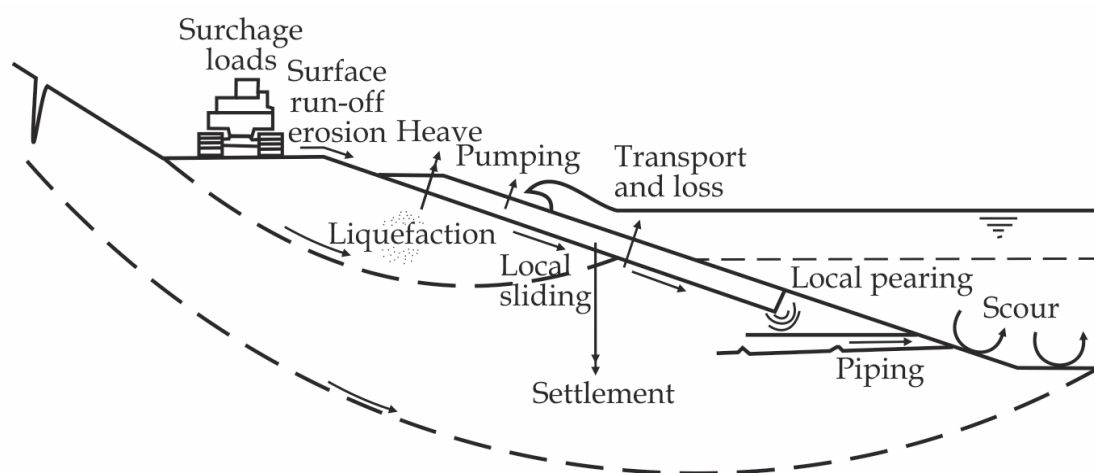 Surchage
loads
Surface
run-off
erosion
Heave
Pumping
Transport
and loss
Liquefaction
Local
sliding
Local pearing
Scour
Piping
Settlement